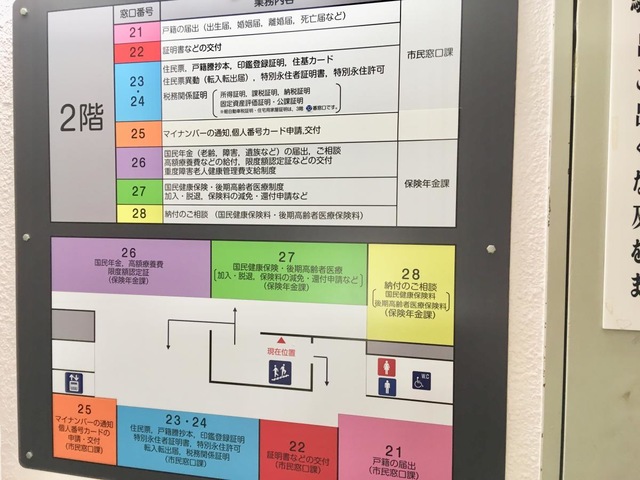 窓口番号
業務内容
2階
21
戸籍の届出（出生届、婚姻届、離婚届、死亡届など）
22
証明書などの交付
市民窓口課
23・24
住民票、戸籍謄抄本、印鑑登録証明、住基カード
住民票異動（転入転出届）、特別永住者証明書、特別永住許可
税務関係証明
所得証明、課税証明、納税証明
固定資産評価証明・公課証明
25
マイナンバーの通知、個人番号カード申請、交付
26
国民年金（老齢、障害、遺族など）の届出、ご相談
高額療養費などの給付、限度額認定証などの交付
重度障害老人健康管理費支給制度
保険年金課
27
国民健康保険・後期高齢者医療制度
加入・脱退、保険料の減免・還付申請など
28
納付のご相談（国民健康保険料・後期高齢者医療保険料）
26
国民年金、高額療養費
限度額認定証
（保険年金課）
27
国民健康保険・後期高齢者医療
加入・脱退、保険料の減免・還付申請など
（保険年金課）
28
納付のご相談
国民健康保険料
後期高齢者医療保険料
（保険年金課）
現在位置
W.C
25
マイナンバーの通知
個人番号カードの
申請・交付
（市民窓口課）
23・24
住民票、戸籍謄抄本、印鑑登録証明
特別永住者証明書、特別永住許可
転入転出届、税務関係証明
（市民窓口課）
22
証明書などの交付
（市民窓口課）
21
戸籍の届出
（市民窓口課）